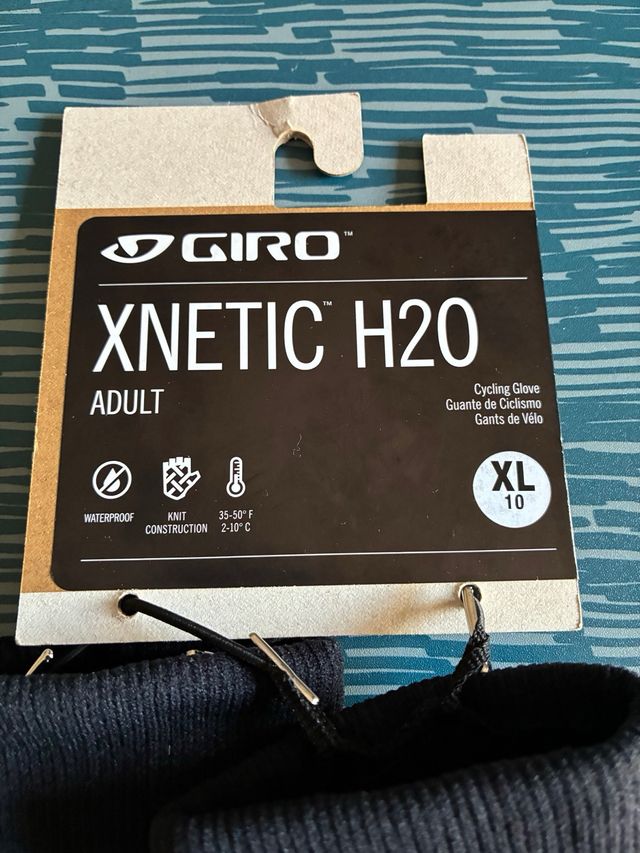 GIRO™
XNETIC™ H2O
ADULT
Cycling Glove
Guante de Ciclismo
Gants de Vélo
XL
10
WATERPROOF
KNIT
CONSTRUCTION
35-50° F
2-10° C